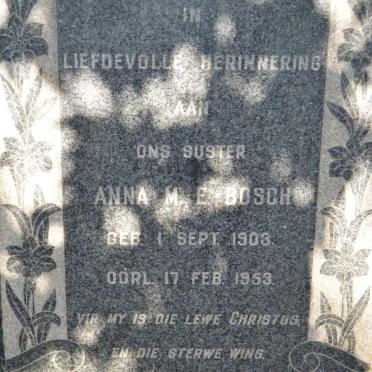 IN
LIEFDEVOLLE HERINNERING
AAN
ONS SUSTER
ANNA M. E. BOSCH
GEB. 1 SEPT. 1903.
OORL. 17 FEB. 1953.
VIR MY IS DIE LEWE CHRISTUS.
EN DIE STERWE WINS.